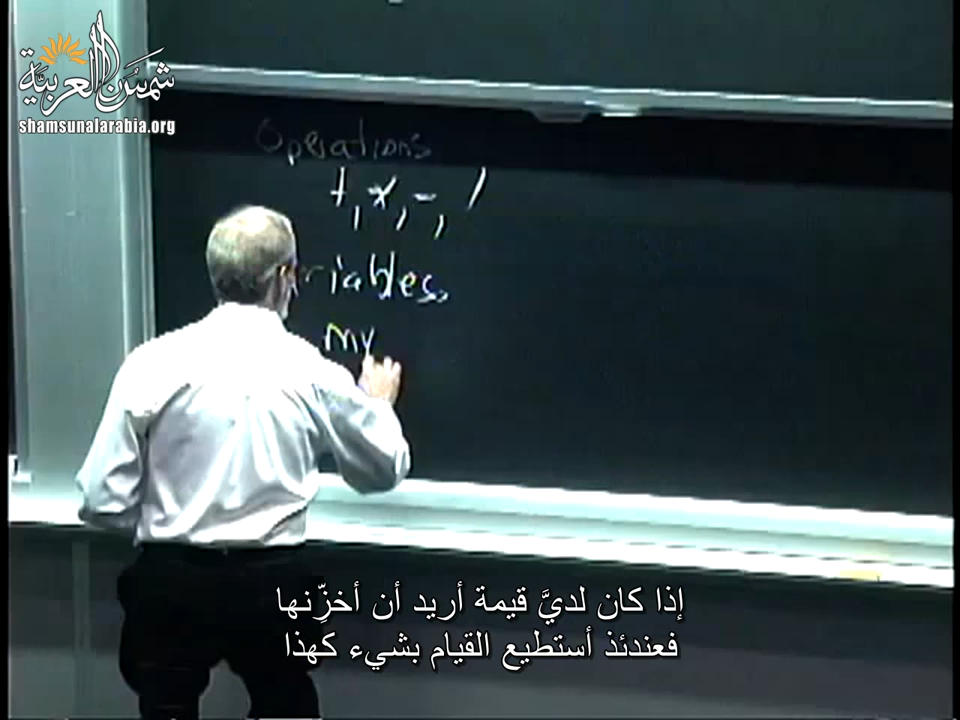 شمسُ العربيّة
shamsunalarabia.org
Operations
+, *, -, /
riables
my
إذا كان لديَّ قيمة أريد أن أخزِّنها
فعندئذ أستطيع القيام بشيء كهذا